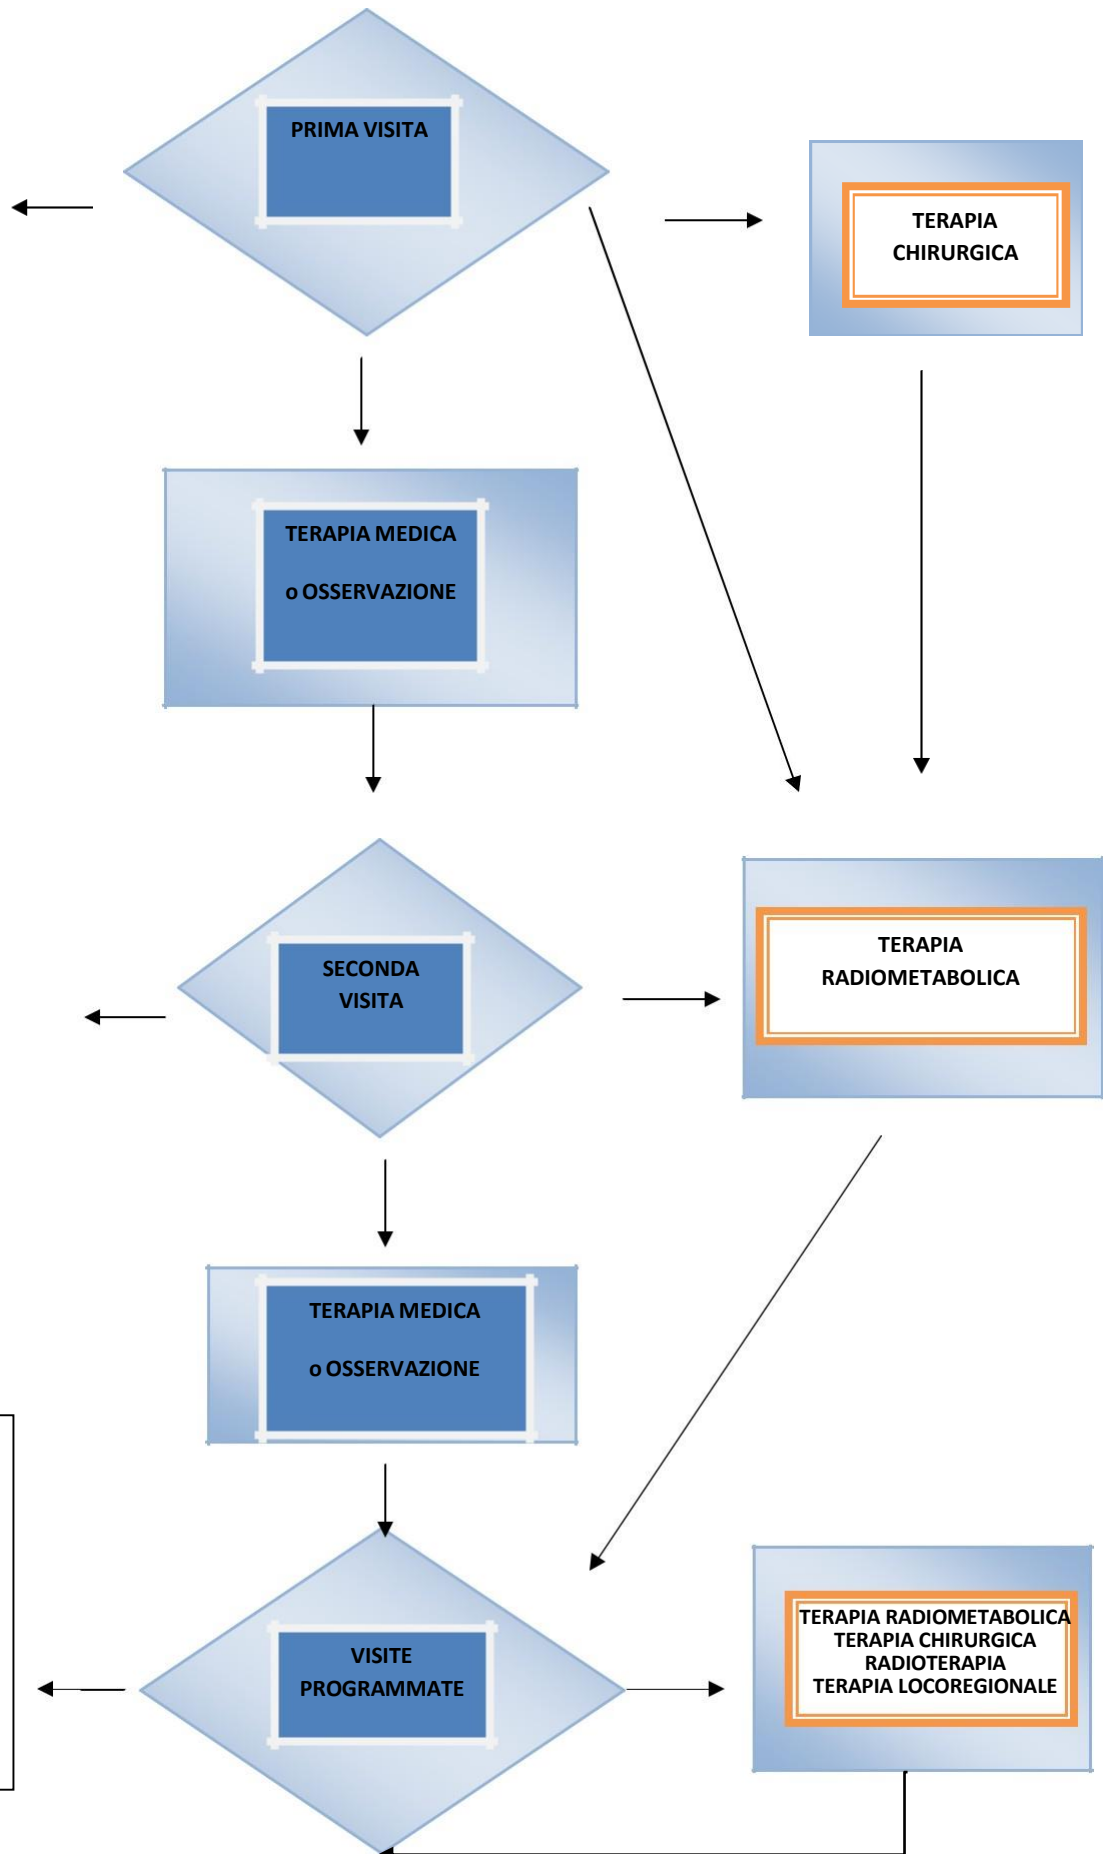 PRIMA VISITA
TERAPIA
CHIRURGICA
TERAPIA MEDICA
o OSSERVAZIONE
SECONDA
VISITA
TERAPIA
RADIOMETABOLICA
TERAPIA MEDICA
o OSSERVAZIONE
VISITE
PROGRAMMATE
TERAPIA RADIOMETABOLICA
TERAPIA CHIRURGICA
RADIOTERAPIA
TERAPIA LOCOREGIONALE